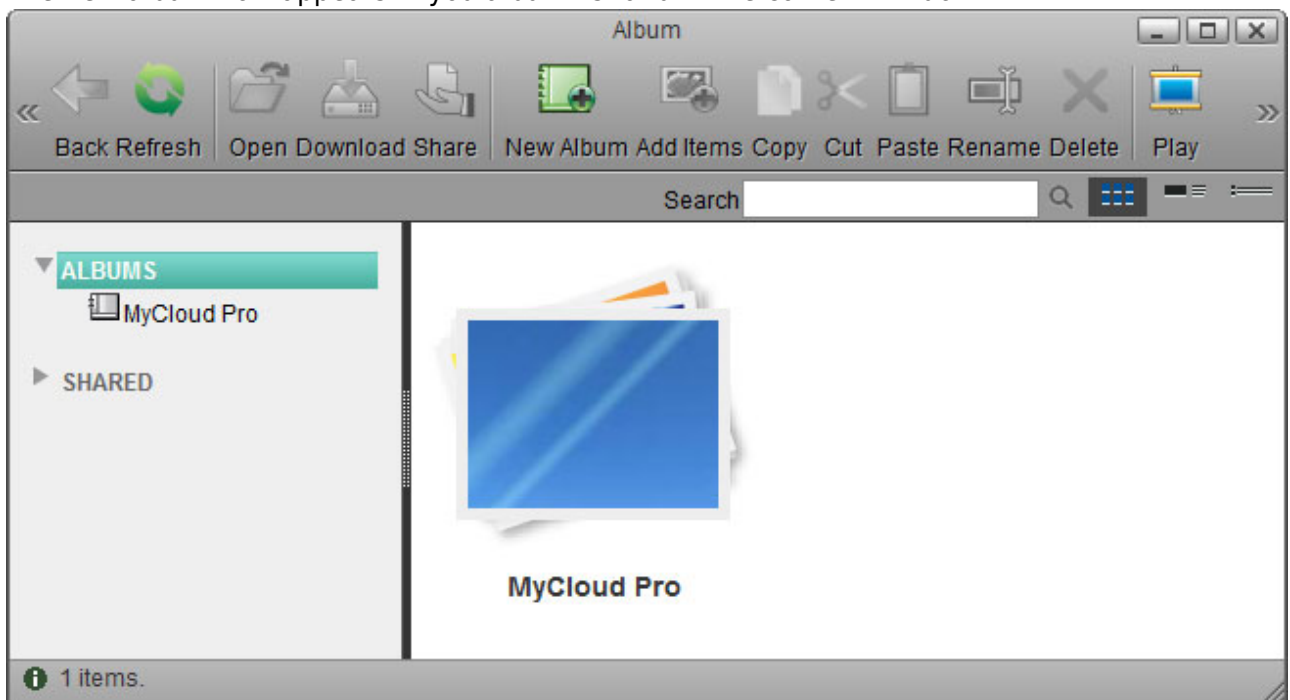 Album
Back Refresh Open Download Share New Album Add Items Copy Cut Paste Rename Delete Play
Search
ALBUMS
MyCloud Pro
SHARED
MyCloud Pro
1 items.